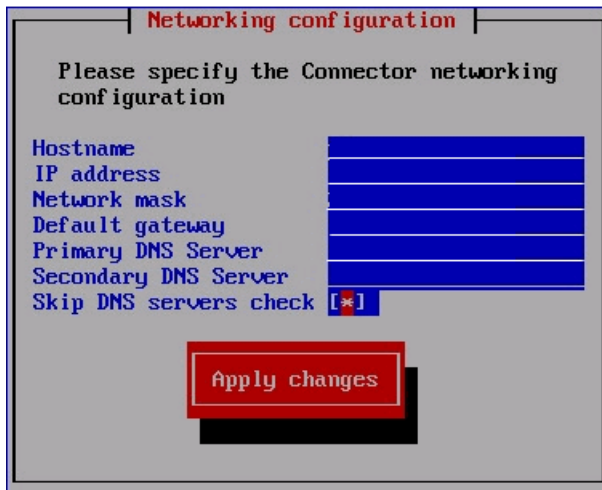 Networking configuration
Please specify the Connector networking
configuration
Hostname
IP address
Network mask
Default gateway
Primary DNS Server
Secondary DNS Server
Skip DNS servers check [*]
Apply changes